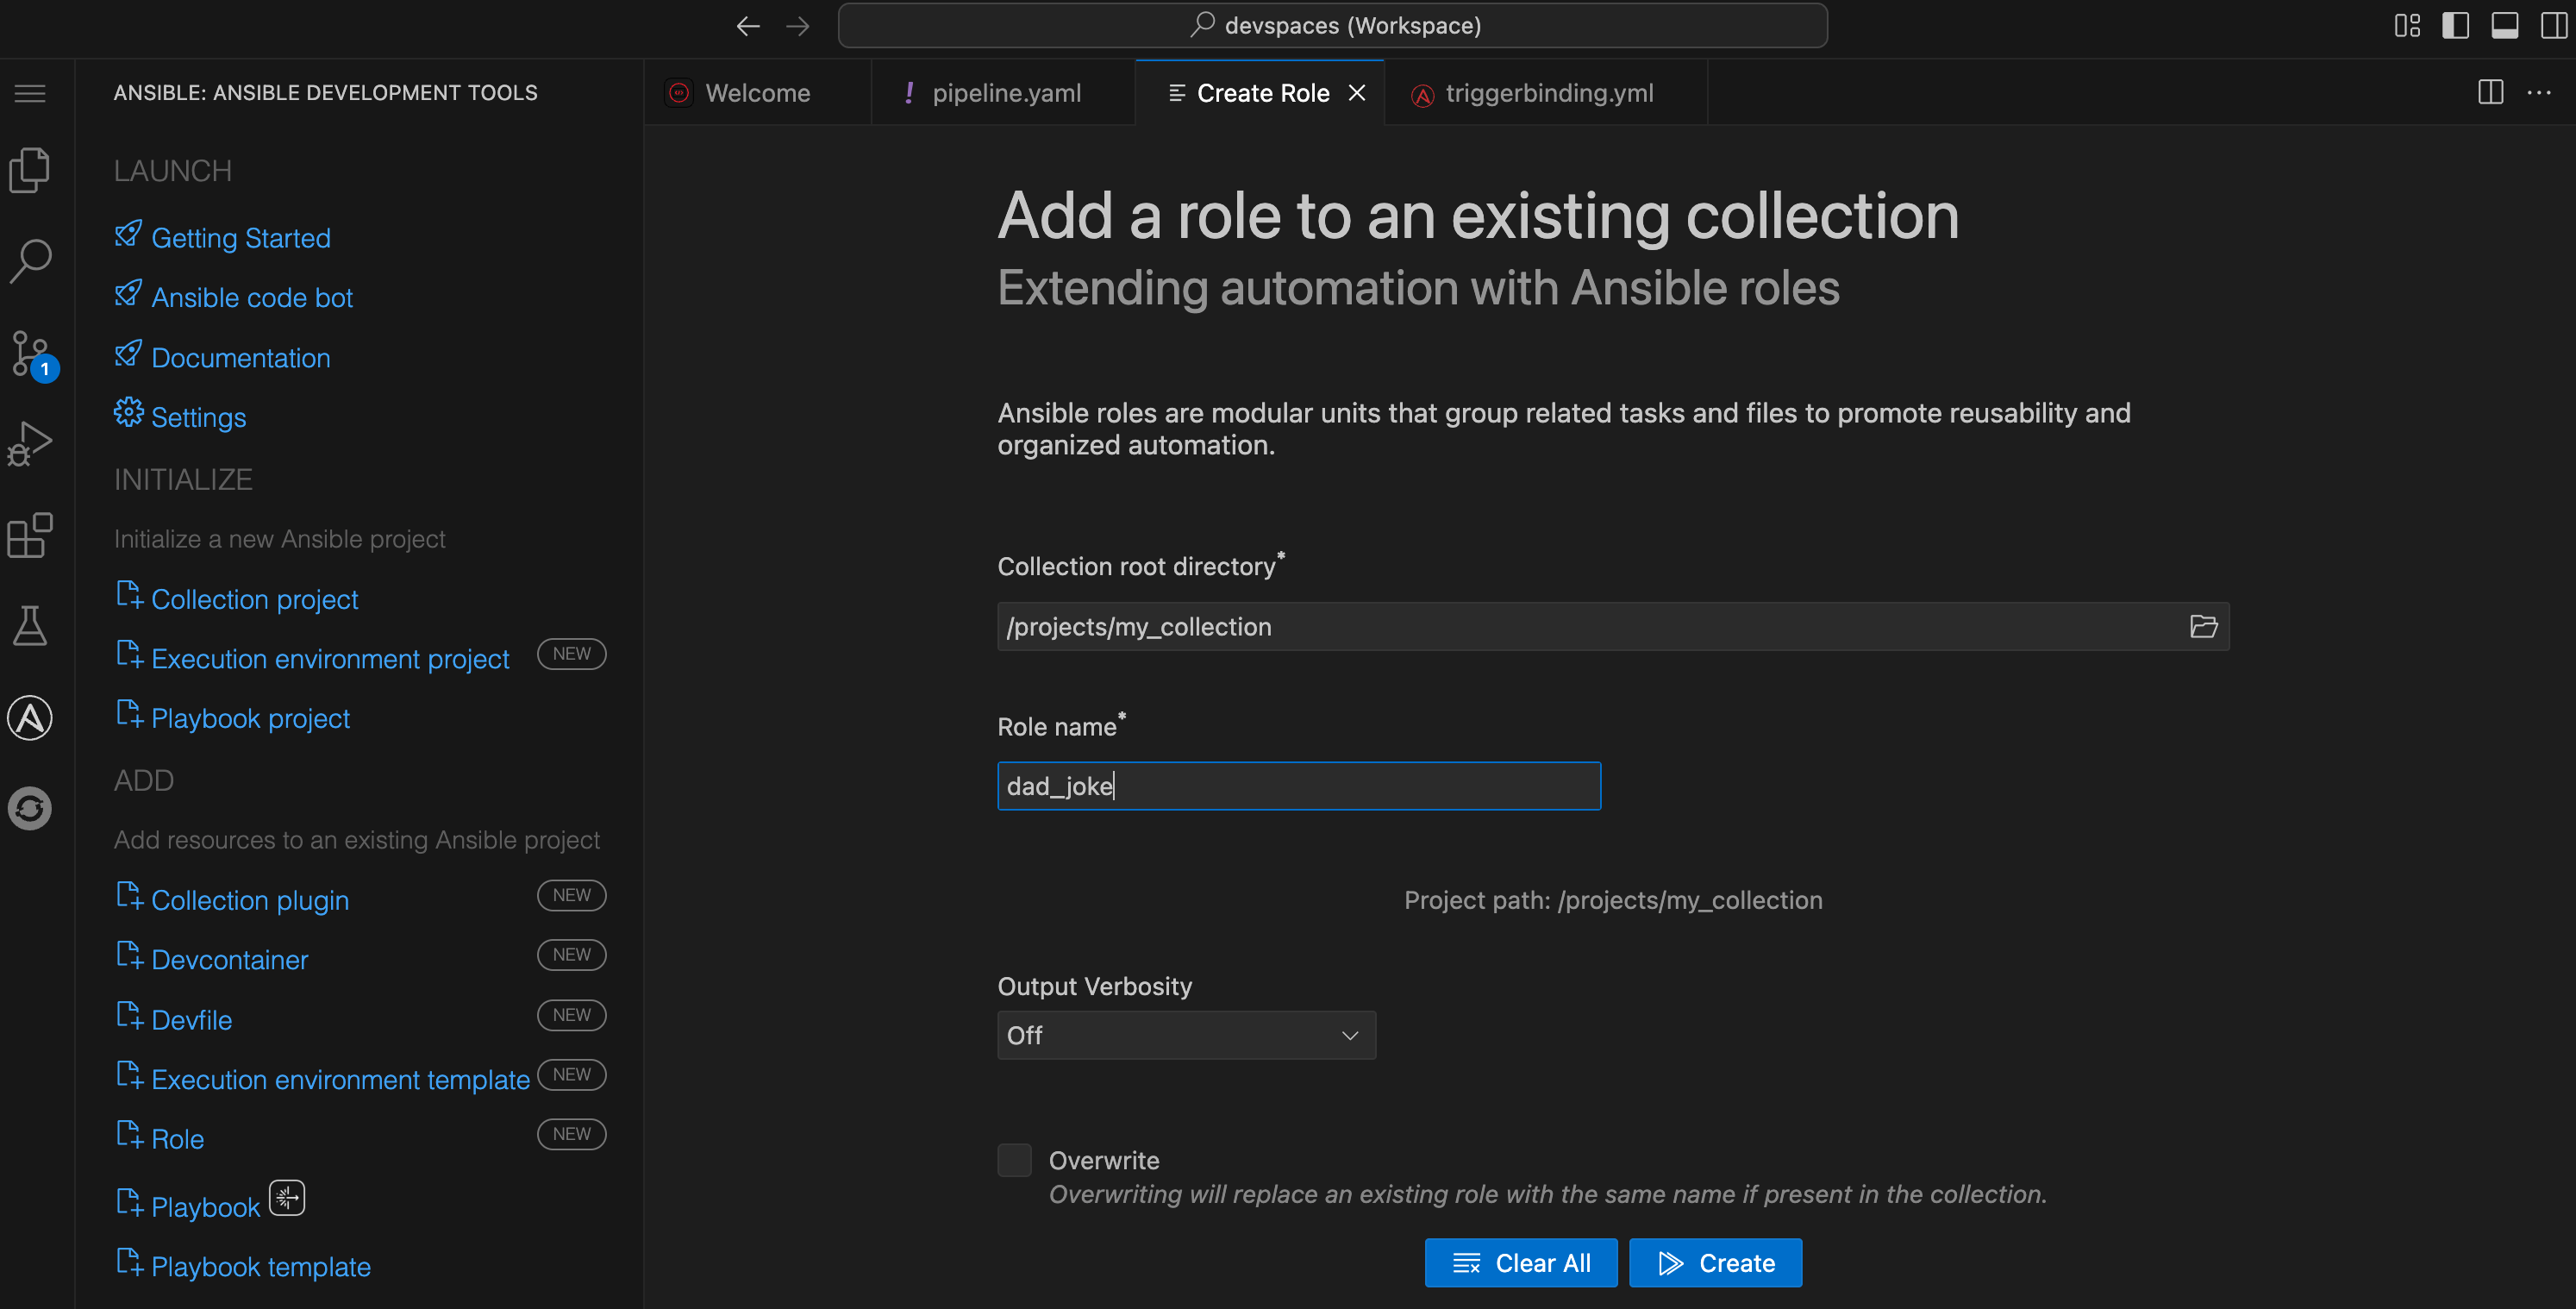 devspaces (Workspace)
ANSIBLE: ANSIBLE DEVELOPMENT TOOLS
Welcome
! pipeline.yaml
Create Role
triggerbinding.yml
LAUNCH
Getting Started
Ansible code bot
Documentation
Settings
1
INITIALIZE
Initialize a new Ansible project
Collection project
Execution environment project NEW
Playbook project
ADD
Add resources to an existing Ansible project
Collection plugin NEW
Devcontainer NEW
Devfile NEW
Execution environment template NEW
Role NEW
Playbook
Playbook template
Add a role to an existing collection
Extending automation with Ansible roles
Ansible roles are modular units that group related tasks and files to promote reusability and
organized automation.
Collection root directory*
/projects/my_collection
Role name*
dad_joke
Project path: /projects/my_collection
Output Verbosity
Off
Overwrite
Overwriting will replace an existing role with the same name if present in the collection.
Clear All
Create